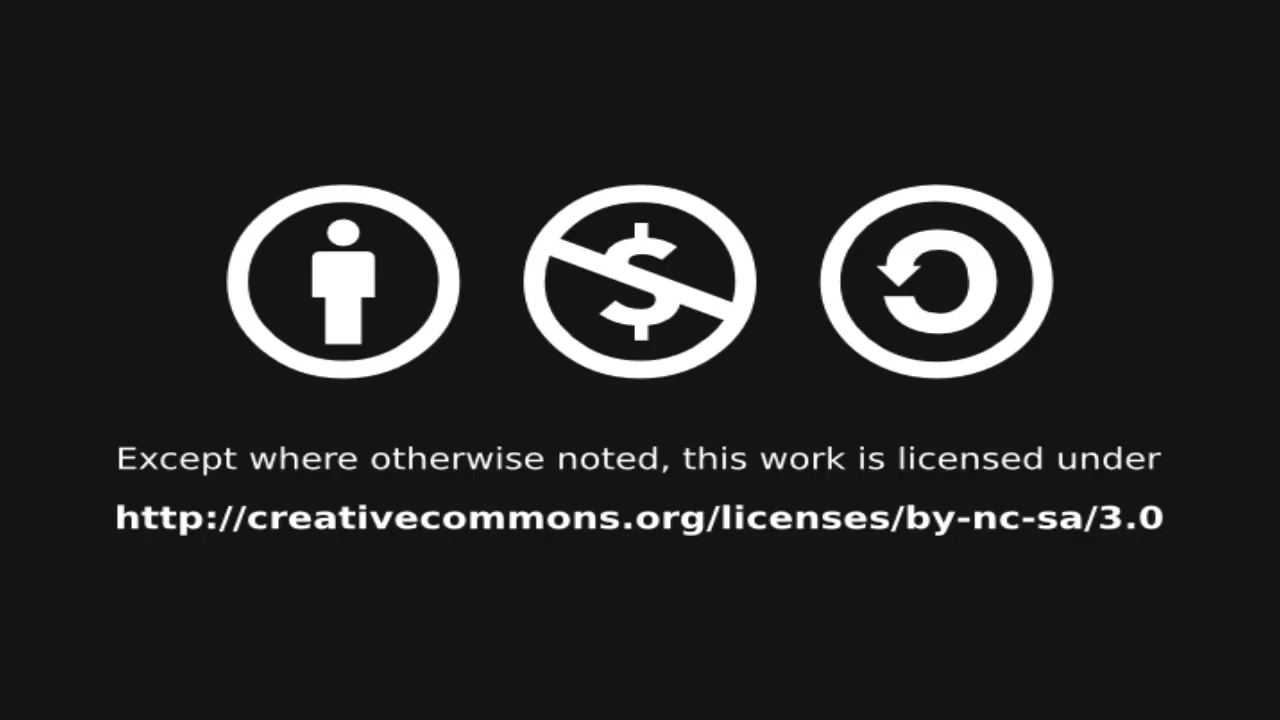 Except where otherwise noted, this work is licensed under
http://creativecommons.org/licenses/by-nc-sa/3.0